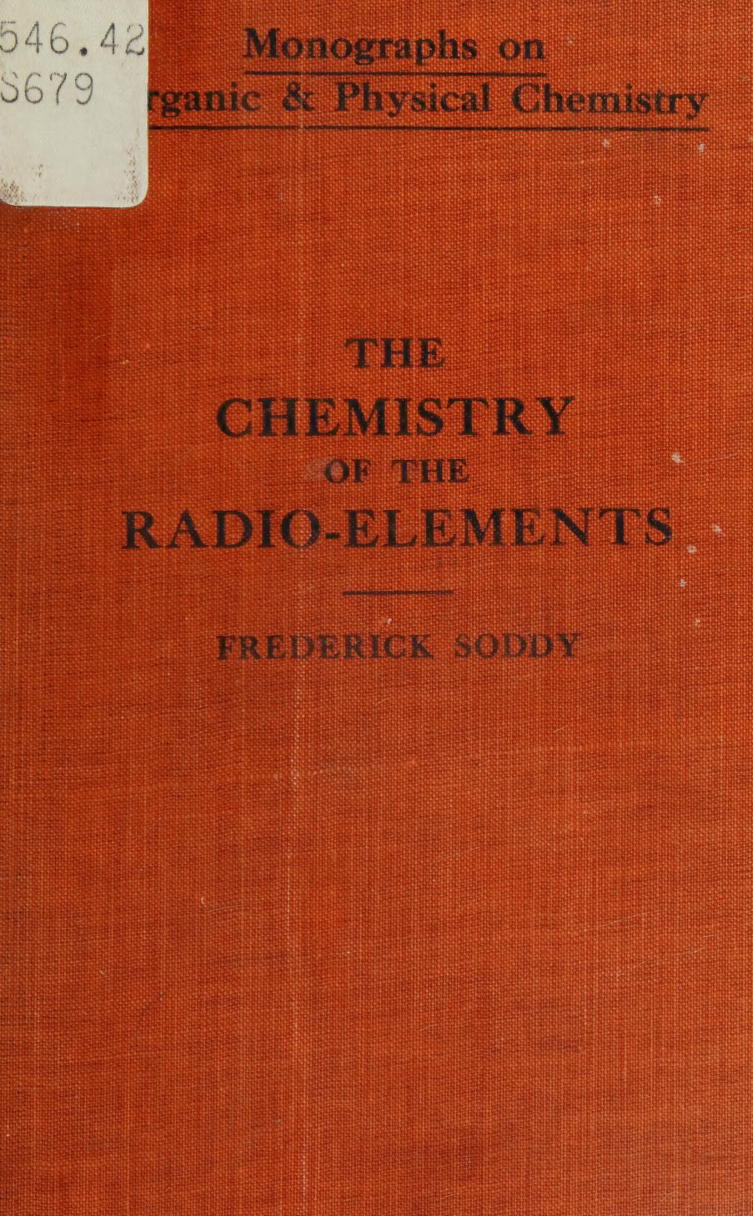 546.42
S679
Monographs on
rganic & Physical Chemistry
THE
CHEMISTRY
OF THE
RADIO-ELEMENTS
FREDERICK SODDY